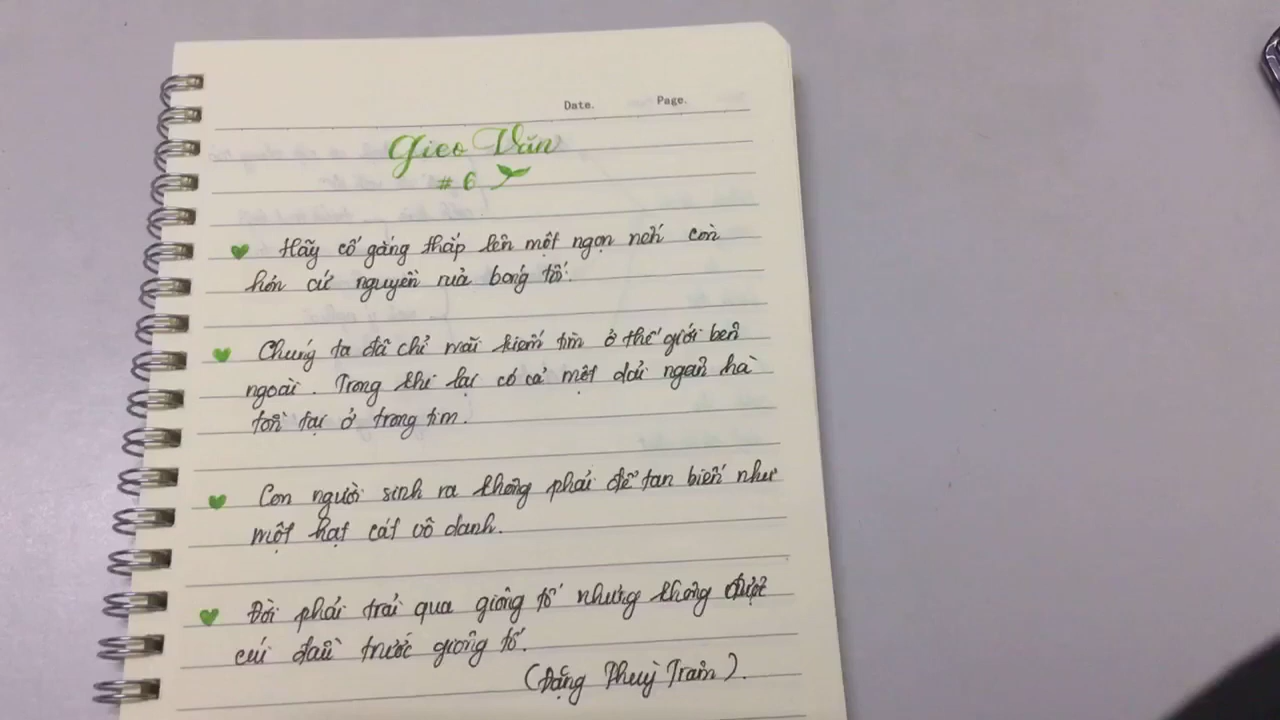 Date. Page.
Gieo Văn
# 6
Hãy cố gắng thắp lên một ngọn nến còn
hơn cứ nguyền rủa bóng tối.
Chúng ta đã chỉ mãi kiếm tìm ở thế giới bên
ngoài. Trong khi lại có cả một dải ngân hà
tồn tại ở trong tim.
Con người sinh ra không phải để tan biến như
một hạt cát vô danh.
Đời phải trải qua giông tố nhưng không được
cúi đầu trước giông tố.
(Đặng Thuỳ Trâm).